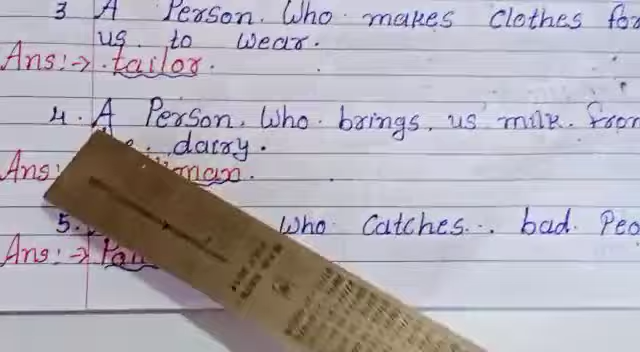 3 A Person. Who makes clothes for
us to wear.
Ans:→ tailor.
4. A Person. Who brings us milk. from
dairy.
Ans: man.
5. Who Catches... bad. Peo
Ans:→